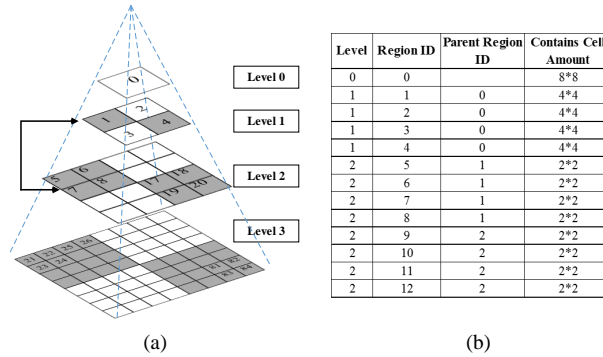 0
Level 0
1
2
3
4
Level 1
5
6
7
8
17
18
19
20
Level 2
21
22
25
26
23
24
81
82
83
84
Level 3
(a)
Level Region ID Parent Region ID Contains Cell Amount
0 0 8*8
1 1 0 4*4
1 2 0 4*4
1 3 0 4*4
1 4 0 4*4
2 5 1 2*2
2 6 1 2*2
2 7 1 2*2
2 8 1 2*2
2 9 2 2*2
2 10 2 2*2
2 11 2 2*2
2 12 2 2*2
(b)